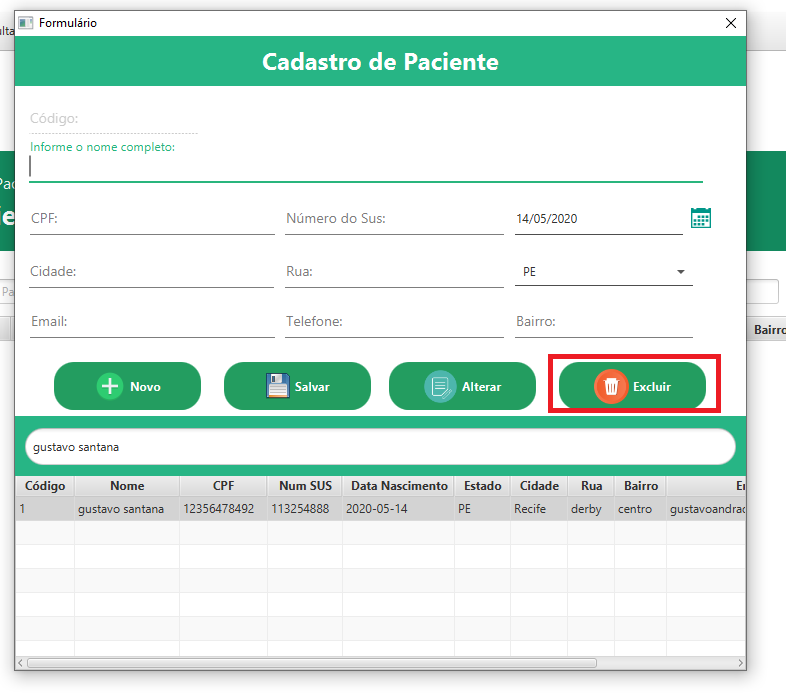 Formulário
Cadastro de Paciente
Código:
Informe o nome completo:
CPF: Número do Sus: 14/05/2020
Cidade: Rua: PE
Email: Telefone: Bairro:
Novo Salvar Alterar Excluir
gustavo santana
Código Nome CPF Num SUS Data Nascimento Estado Cidade Rua Bairro
1 gustavo santana 12356478492 113254888 2020-05-14 PE Recife derby centro gustavoandrad
Bairro